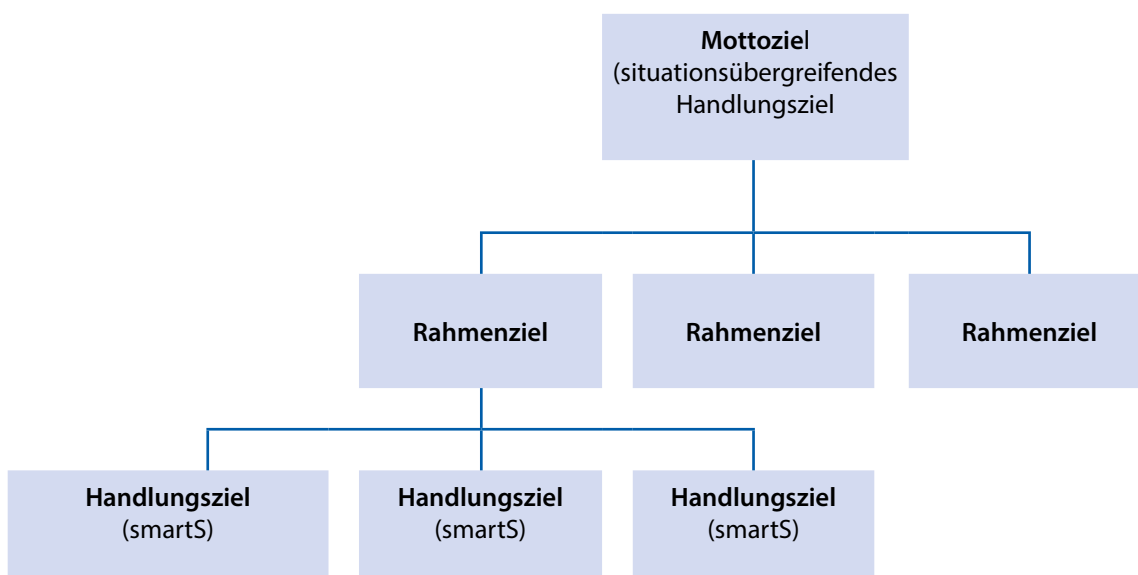 Mottoziel
(situationsübergreifendes
Handlungsziel
Rahmenziel
Rahmenziel
Rahmenziel
Handlungsziel
(smartS)
Handlungsziel
(smartS)
Handlungsziel
(smartS)